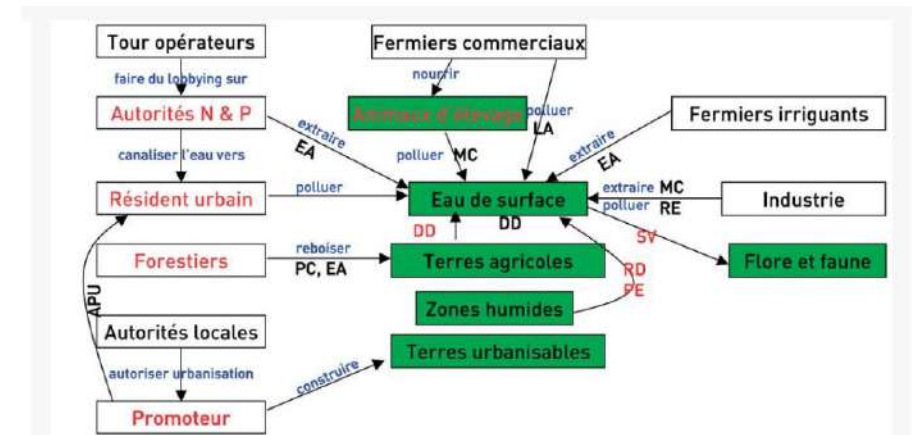 Tour opérateurs
Fermiers commerciaux
faire du lobbying sur
nourrir
Autorités N & P
Animaux d'élevage
polluer
LA
Fermiers irriguants
extraire
EA
extraire
EA
canaliser l'eau vers
polluer MC
Résident urbain
polluer
Eau de surface
DD
extraire MC
polluer RE
Industrie
DD
SV
Forestiers
reboiser
PC, EA
Terres agricoles
Flore et faune
APU
Zones humides
Autorités locales
Terres urbanisables
autoriser urbanisation
construire
Promoteur